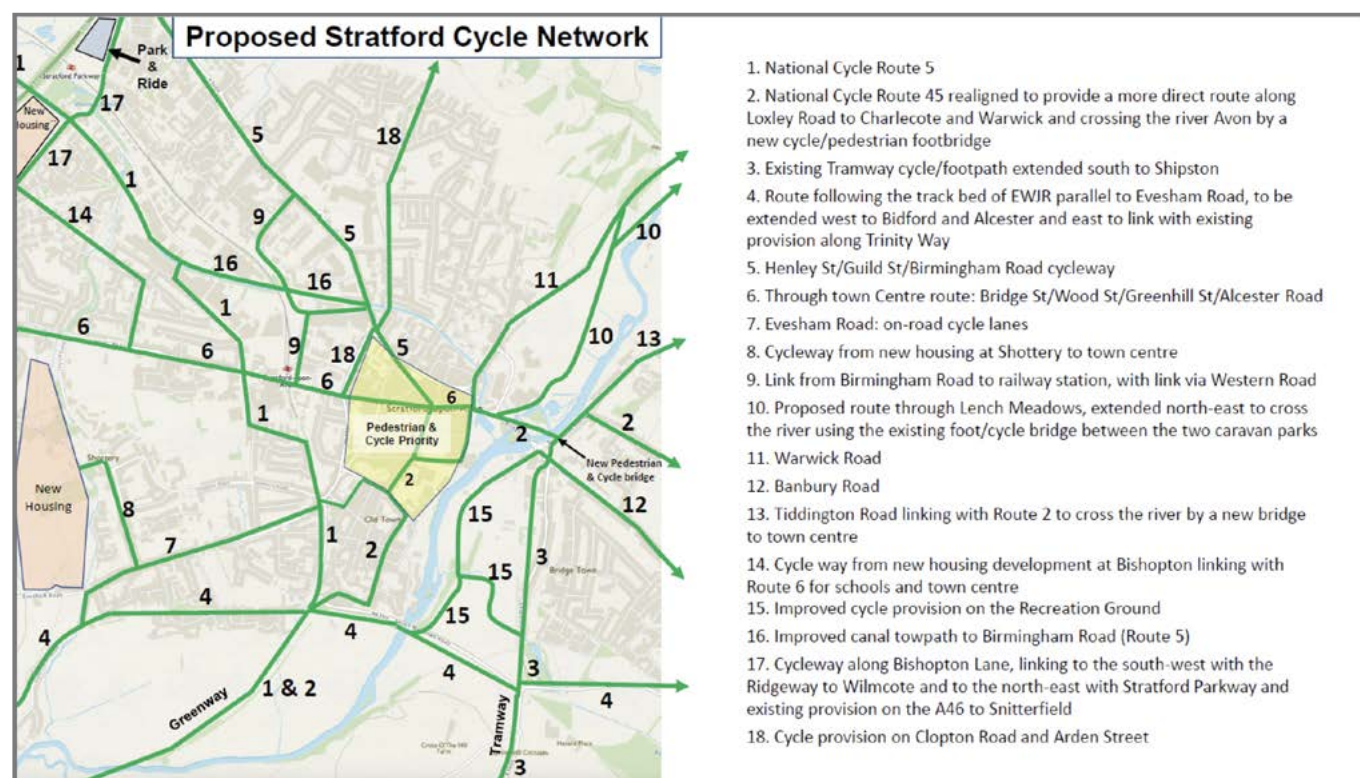 Proposed Stratford Cycle Network
Park
&
Ride
1
Stratford Parkway
17
New
Housing
17
1
14
5
18
9
5
16
16
1
6
6
9
18
5
6
6
11
10
10
13
Pedestrian &
Cycle Priority
2
2
New Pedestrian
& Cycle bridge
2
12
Shottery
New
Housing
8
7
1
1
Old Town
2
15
15
15
3
Bridge Town
4
4
4
4
3
4
1 & 2
Greenway
Tramway
3
1. National Cycle Route 5
2. National Cycle Route 45 realigned to provide a more direct route along
Loxley Road to Charlecote and Warwick and crossing the river Avon by a
new cycle/pedestrian footbridge
3. Existing Tramway cycle/footpath extended south to Shipston
4. Route following the track bed of EWJR parallel to Evesham Road, to be
extended west to Bidford and Alcester and east to link with existing
provision along Trinity Way
5. Henley St/Guild St/Birmingham Road cycleway
6. Through town Centre route: Bridge St/Wood St/Greenhill St/Alcester Road
7. Evesham Road: on-road cycle lanes
8. Cycleway from new housing at Shottery to town centre
9. Link from Birmingham Road to railway station, with link via Western Road
10. Proposed route through Lench Meadows, extended north-east to cross
the river using the existing foot/cycle bridge between the two caravan parks
11. Warwick Road
12. Banbury Road
13. Tiddington Road linking with Route 2 to cross the river by a new bridge
to town centre
14. Cycle way from new housing development at Bishopton linking with
Route 6 for schools and town centre
15. Improved cycle provision on the Recreation Ground
16. Improved canal towpath to Birmingham Road (Route 5)
17. Cycleway along Bishopton Lane, linking to the south-west with the
Ridgeway to Wilmcote and to the north-east with Stratford Parkway and
existing provision on the A46 to Snitterfield
18. Cycle provision on Clopton Road and Arden Street